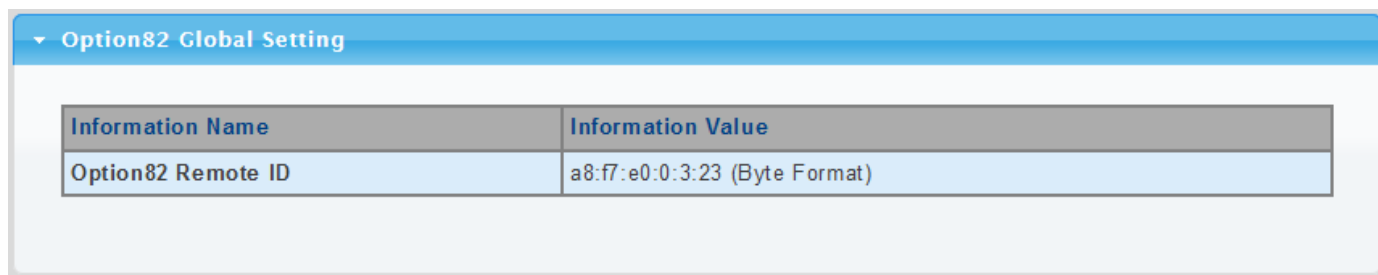 Option82 Global Setting
Information Name Information Value
Option82 Remote ID a8:f7:e0:0:3:23 (Byte Format)